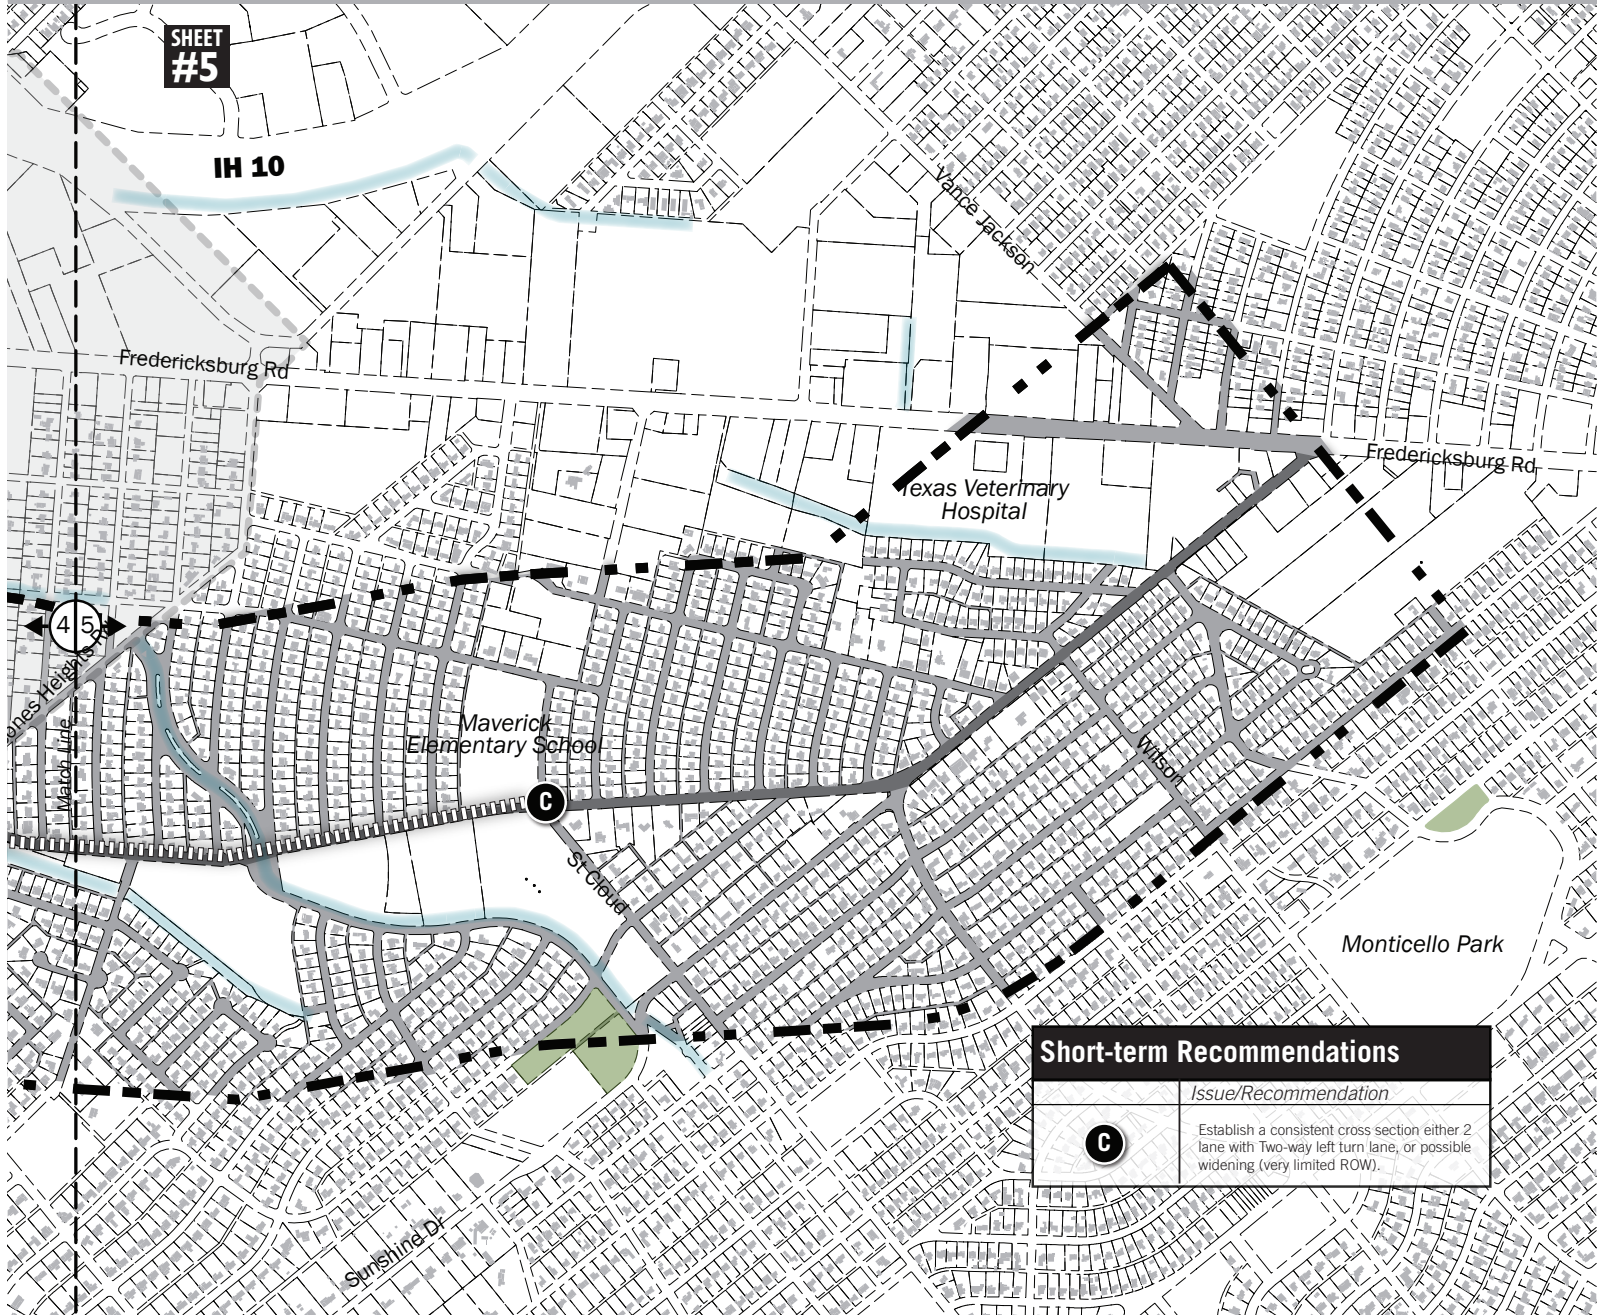 SHEET
#5
IH 10
Vance Jackson
Fredericksburg Rd
Fredericksburg Rd
Texas Veterinary
Hospital
4 5
ones Heights Rd
Match Line
Maverick
Elementary School
C
Wilson
St Cloud
Monticello Park
Sunshine Dr
Short-term Recommendations
Issue/Recommendation
C
Establish a consistent cross section either 2
lane with Two-way left turn lane, or possible
widening (very limited ROW).